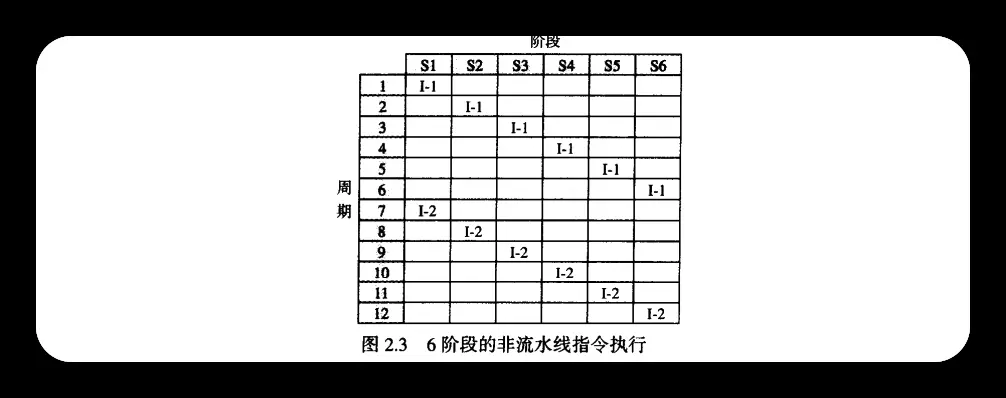 阶段
S1 S2 S3 S4 S5 S6
1 I-1
2 I-1
3 I-1
4 I-1
5 I-1
6 I-1
周
期
7 I-2
8 I-2
9 I-2
10 I-2
11 I-2
12 I-2
图 2.3 6 阶段的非流水线指令执行